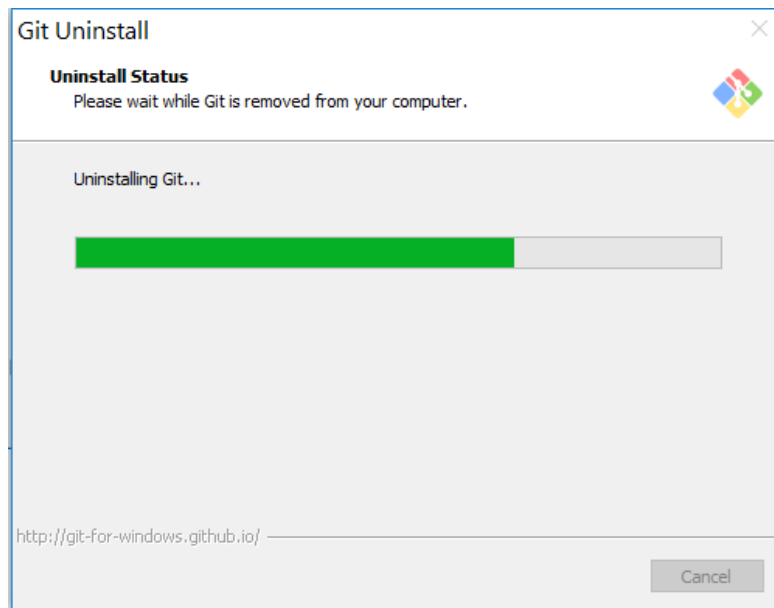 Git Uninstall
Uninstall Status
Please wait while Git is removed from your computer.
Uninstalling Git...
http://git-for-windows.github.io/
Cancel